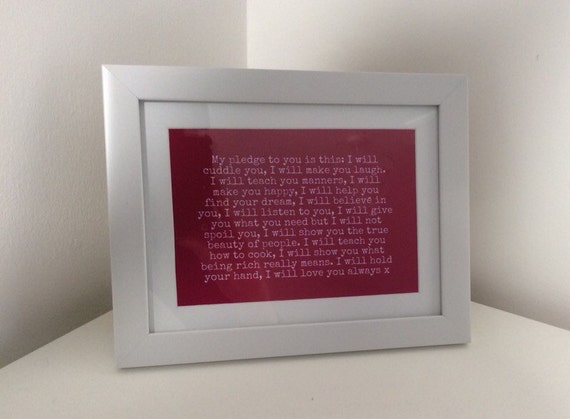 My pledge to you is this: I will
cuddle you, I will make you laugh.
I will teach you manners, I will
make you happy, I will help you
find your dream, I will believe in
you, I will listen to you, I will give
you what you need but I will not
spoil you, I will show you the true
beauty of people. I will teach you
how to cook, I will show you what
being rich really means. I will hold
your hand, I will love you always x